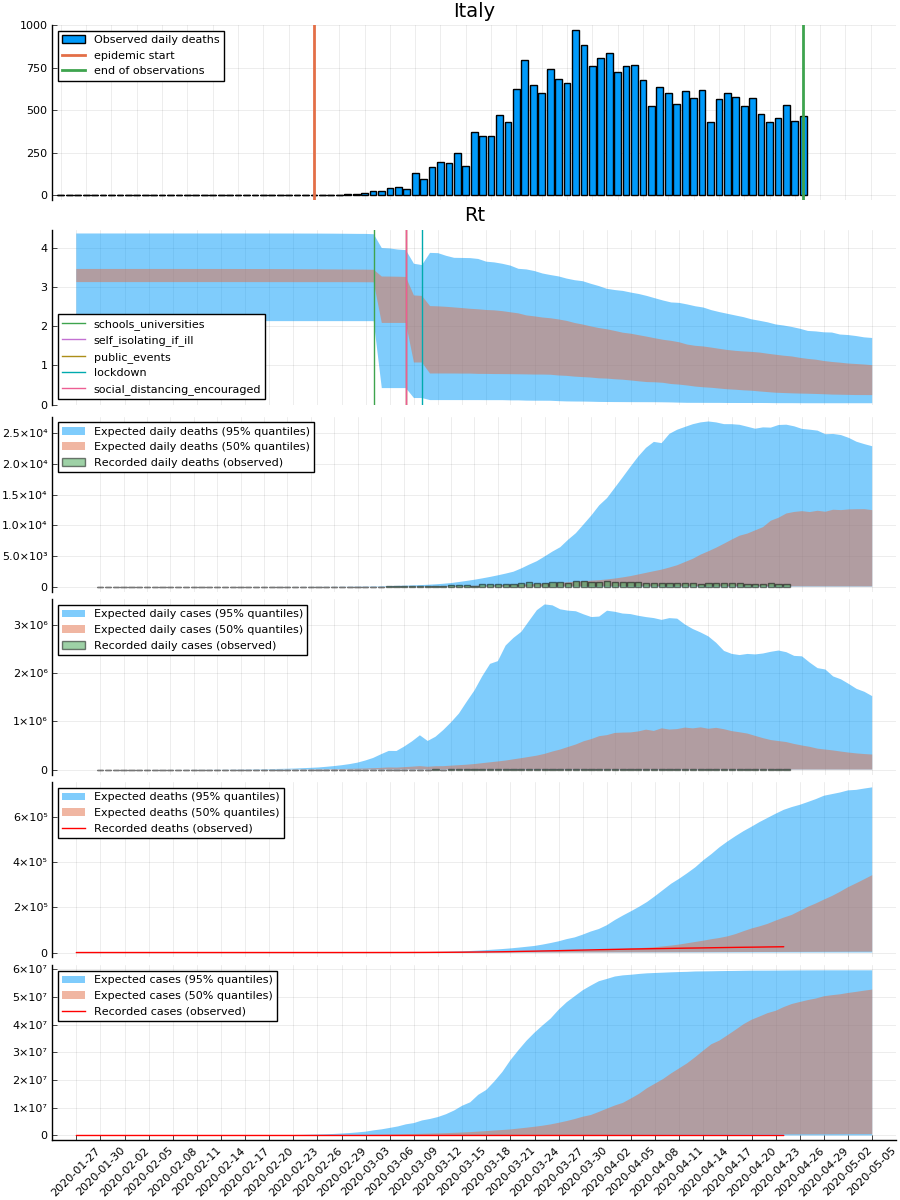 Italy
1000
750
500
250
0
Observed daily deaths
epidemic start
end of observations
Rt
4
3
2
1
0
schools_universities
self_isolating_if_ill
public_events
lockdown
social_distancing_encouraged
2.5×10⁴
2.0×10⁴
1.5×10⁴
1.0×10⁴
5.0×10³
0
Expected daily deaths (95% quantiles)
Expected daily deaths (50% quantiles)
Recorded daily deaths (observed)
3×10⁶
2×10⁶
1×10⁶
0
Expected daily cases (95% quantiles)
Expected daily cases (50% quantiles)
Recorded daily cases (observed)
6×10⁵
4×10⁵
2×10⁵
0
Expected deaths (95% quantiles)
Expected deaths (50% quantiles)
Recorded deaths (observed)
6×10⁷
5×10⁷
4×10⁷
3×10⁷
2×10⁷
1×10⁷
0
Expected cases (95% quantiles)
Expected cases (50% quantiles)
Recorded cases (observed)
2020-01-27
2020-01-30
2020-02-02
2020-02-05
2020-02-08
2020-02-11
2020-02-14
2020-02-17
2020-02-20
2020-02-23
2020-02-26
2020-02-29
2020-03-03
2020-03-06
2020-03-09
2020-03-12
2020-03-15
2020-03-18
2020-03-21
2020-03-24
2020-03-27
2020-03-30
2020-04-02
2020-04-05
2020-04-08
2020-04-11
2020-04-14
2020-04-17
2020-04-20
2020-04-23
2020-04-26
2020-04-29
2020-05-02
2020-05-05